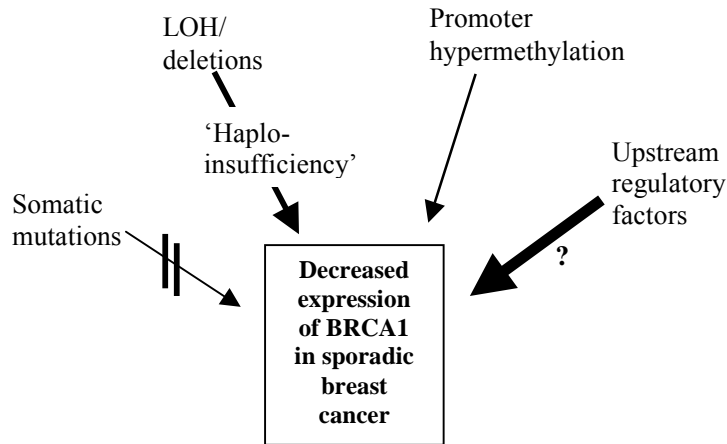 LOH/
deletions
Promoter
hypermethylation
‘Haplo-
insufficiency’
Upstream
regulatory
factors
Somatic
mutations
?
Decreased
expression
of BRCA1
in sporadic
breast
cancer